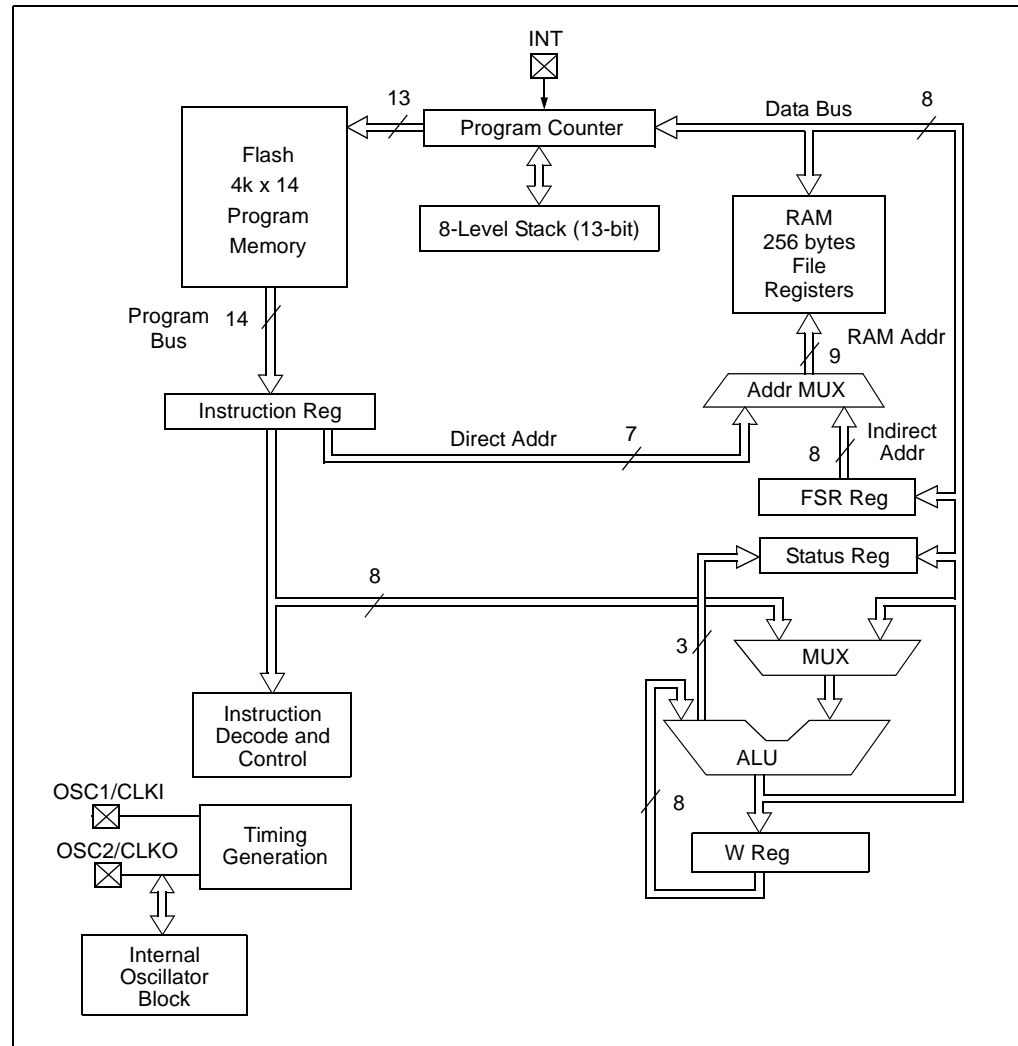 INT
13
Program Counter
Data Bus
8
Flash
4k x 14
Program
Memory
8-Level Stack (13-bit)
RAM
256 bytes
File
Registers
Program
Bus
14
RAM Addr
9
Addr MUX
Instruction Reg
Direct Addr
7
Indirect
Addr
8
FSR Reg
Status Reg
8
3
MUX
Instruction
Decode and
Control
ALU
8
OSC1/CLKI
Timing
Generation
OSC2/CLKO
W Reg
Internal
Oscillator
Block